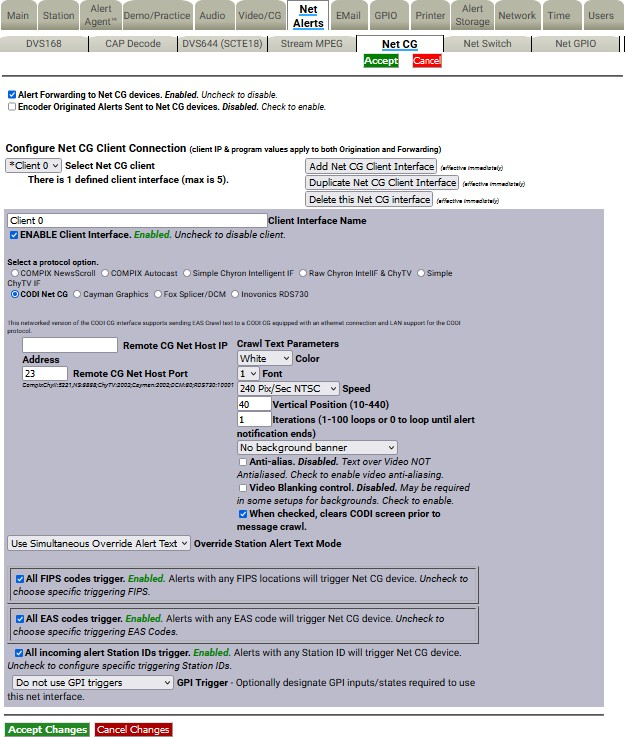 Main Station Alert Agent™ Demo/Practice Audio Video/CG Net Alerts EMail GPIO Printer Alert Storage Network Time Users
DVS168 CAP Decode DVS644 (SCTE18) Stream MPEG Net CG Net Switch Net GPIO
Accept Cancel
Alert Forwarding to Net CG devices. Enabled. Uncheck to disable.
Encoder Originated Alerts Sent to Net CG devices. Disabled. Check to enable.
Configure Net CG Client Connection (client IP & program values apply to both Origination and Forwarding)
*Client 0 Select Net CG client
There is 1 defined client interface (max is 5).
Add Net CG Client Interface (effective immediately)
Duplicate Net CG Client Interface (effective immediately)
Delete this Net CG interface (effective immediately)
Client 0 Client Interface Name
ENABLE Client Interface. Enabled. Uncheck to disable client.
Select a protocol option.
COMPIX NewsScroll COMPIX Autocast Simple Chyron Intelligent IF Raw Chyron IntelIF & ChyTV Simple
ChyTV IF
CODI Net CG Cayman Graphics Fox Splicer/DCM Inovonics RDS730
This networked version of the CODI CG interface supports sending EAS Crawl text to a CODI CG equipped with an ethernet connection and LAN support for the CODI
protocol.
Remote CG Net Host IP
Address
23 Remote CG Net Host Port
CompixChyII:5221,NS:8888;ChyTV:2003;Cayman:2002;DCM:80;RDS730:10001
Crawl Text Parameters
White Color
1 Font
240 Pix/Sec NTSC Speed
40 Vertical Position (10-440)
1 Iterations (1-100 loops or 0 to loop until alert
notification ends)
No background banner
Anti-alias. Disabled. Text over Video NOT
Antialiased. Check to enable video anti-aliasing.
Video Blanking control. Disabled. May be required
in some setups for backgrounds. Check to enable.
When checked, clears CODI screen prior to
message crawl.
Use Simultaneous Override Alert Text Override Station Alert Text Mode
All FIPS codes trigger. Enabled. Alerts with any FIPS locations will trigger Net CG device. Uncheck to
choose specific triggering FIPS.
All EAS codes trigger. Enabled. Alerts with any EAS code will trigger Net CG device. Uncheck to
choose specific triggering EAS Codes.
All incoming alert Station IDs trigger. Enabled. Alerts with any Station ID will trigger Net CG device.
Uncheck to configure specific triggering Station IDs.
Do not use GPI triggers GPI Trigger - Optionally designate GPI inputs/states required to use
this net interface.
Accept Changes Cancel Changes